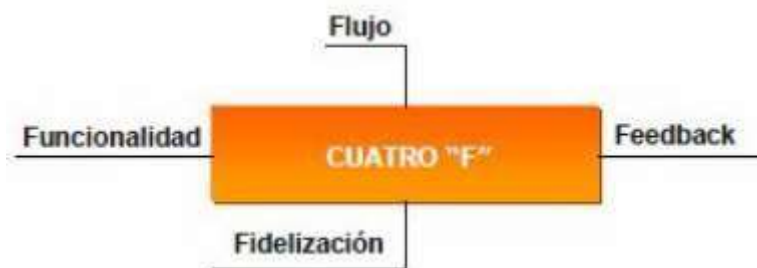 Flujo
Funcionalidad
CUATRO "F"
Feedback
Fidelización